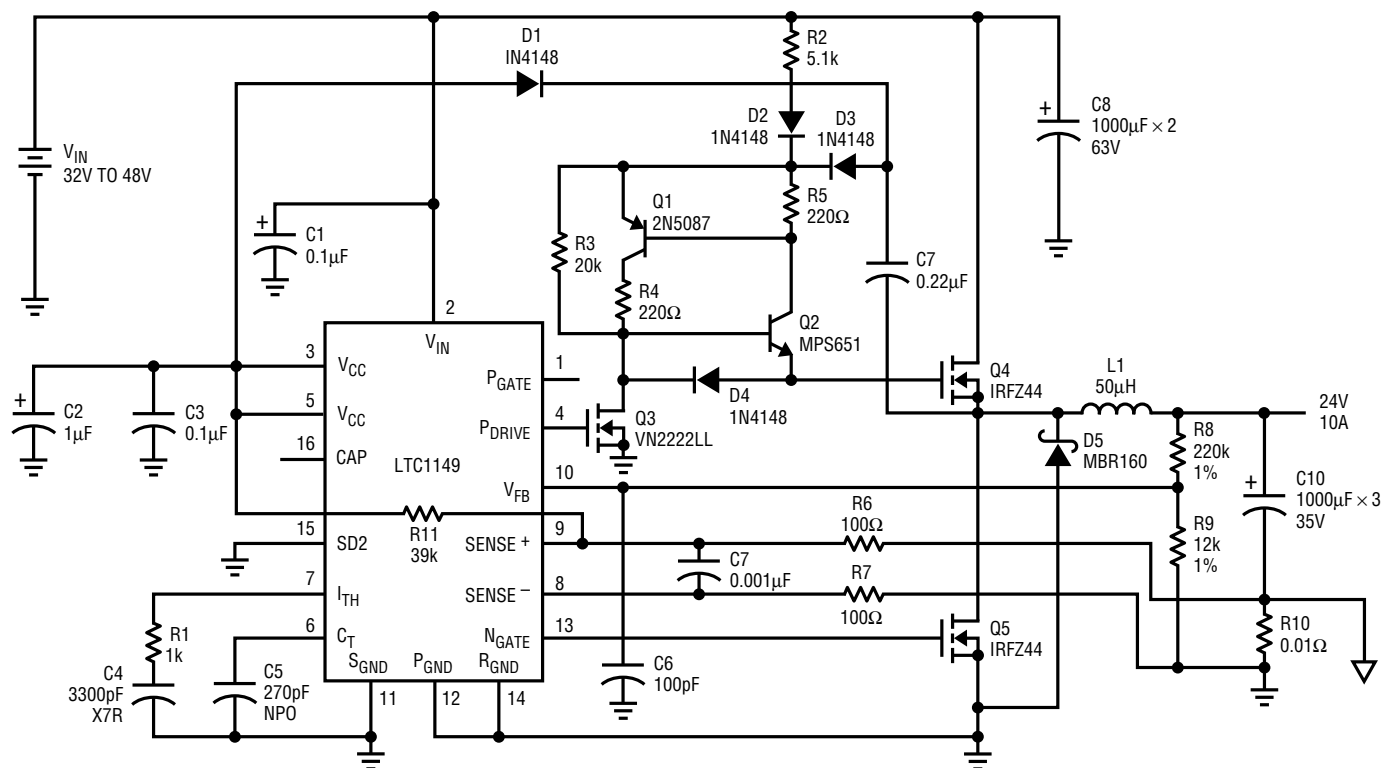 V_IN
32V TO 48V
D1
IN4148
R2
5.1k
D2
1N4148
D3
1N4148
C8
1000µF × 2
63V
+
+
C1
0.1µF
Q1
2N5087
R5
220Ω
R3
20k
R4
220Ω
C7
0.22µF
Q2
MPS651
D4
1N4148
Q4
IRFZ44
L1
50µH
24V
10A
+
C2
1µF
C3
0.1µF
2
V_IN
3
V_CC
5
V_CC
16
CAP
LTC1149
1
P_GATE
4
P_DRIVE
Q3
VN2222LL
10
V_FB
D5
MBR160
R8
220k
1%
+
C10
1000µF × 3
35V
R9
12k
1%
R11
39k
15
SD2
9
SENSE +
R6
100Ω
C7
0.001µF
8
SENSE –
R7
100Ω
7
I_TH
6
C_T
13
N_GATE
S_GND
P_GND
R_GND
11
12
14
R1
1k
C4
3300pF
X7R
C5
270pF
NPO
C6
100pF
Q5
IRFZ44
R10
0.01Ω